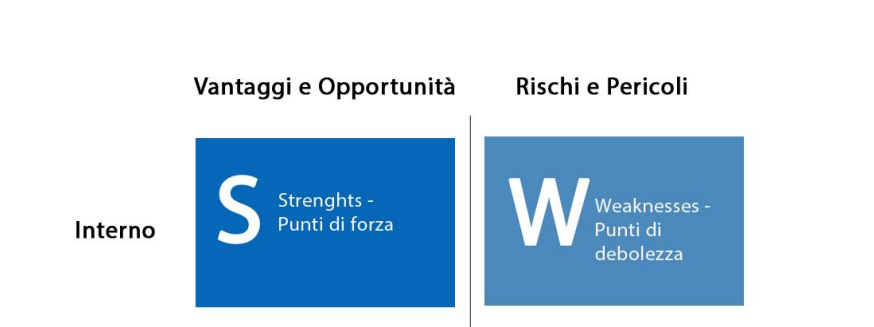 Vantaggi e Opportunità
Rischi e Pericoli
Interno
S
Strenghts -
Punti di forza
W
Weaknesses -
Punti di
debolezza